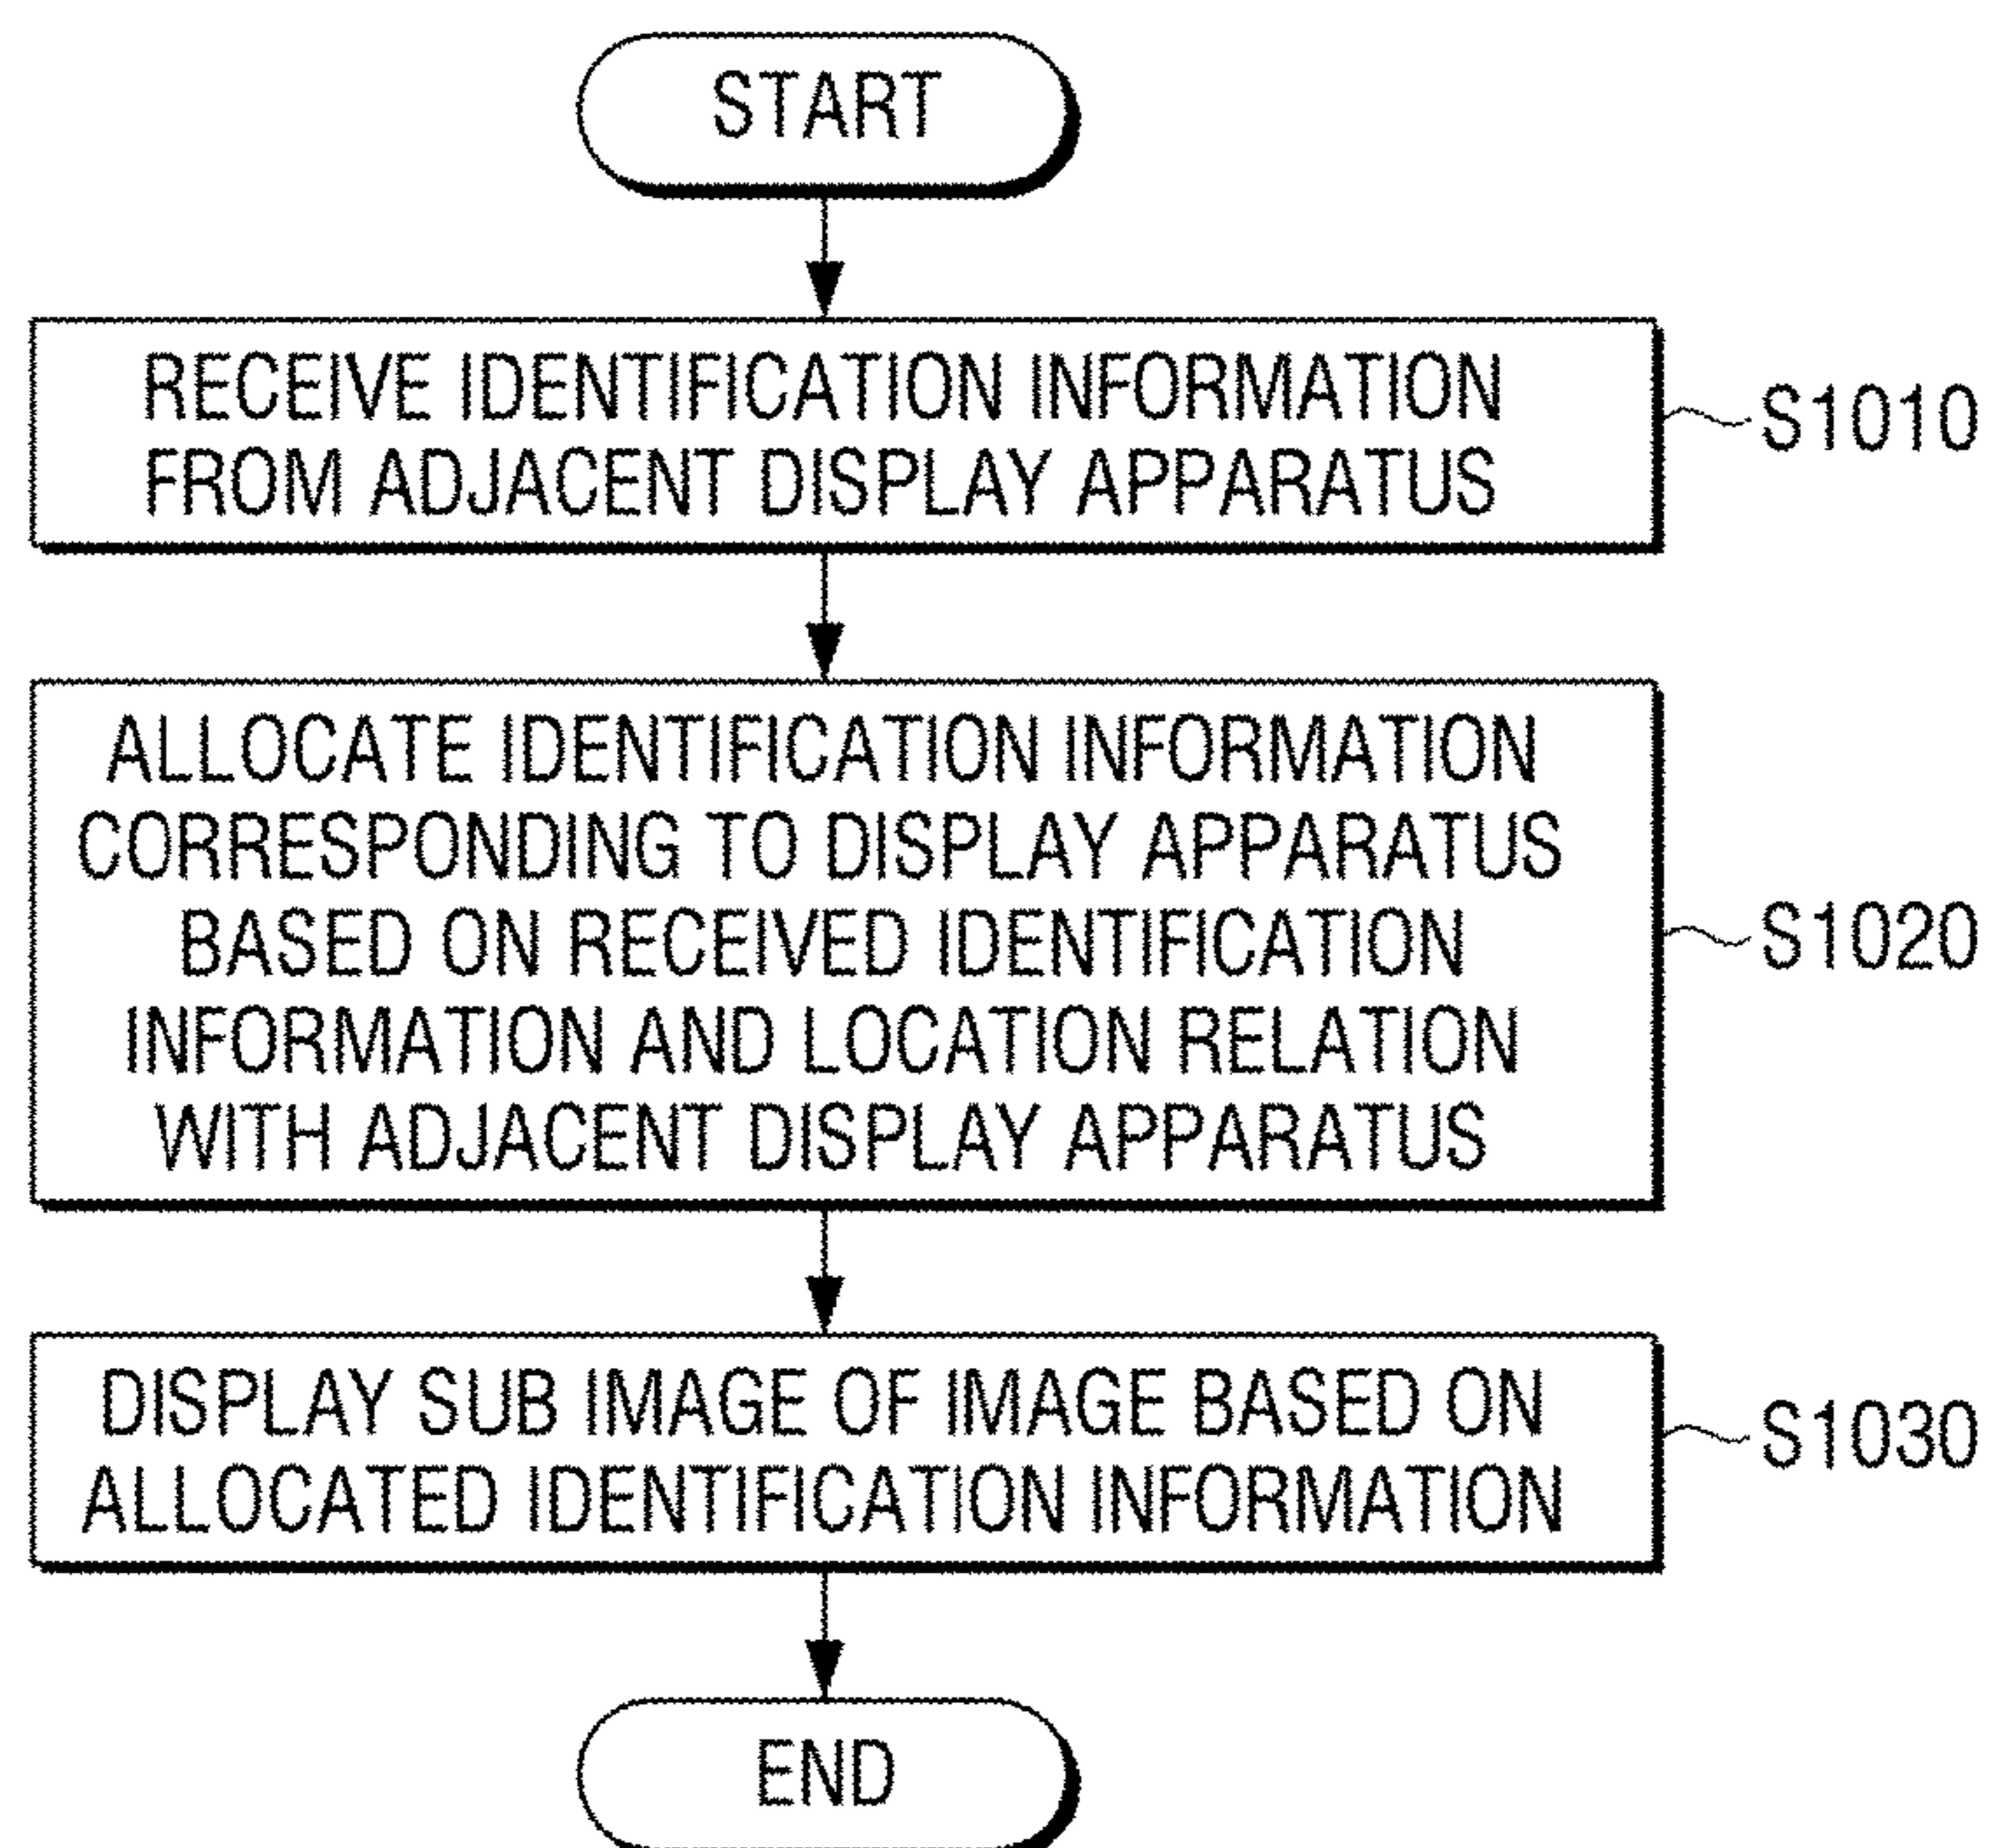 START
RECEIVE IDENTIFICATION INFORMATION
FROM ADJACENT DISPLAY APPARATUS
S1010
ALLOCATE IDENTIFICATION INFORMATION
CORRESPONDING TO DISPLAY APPARATUS
BASED ON RECEIVED IDENTIFICATION
INFORMATION AND LOCATION RELATION
WITH ADJACENT DISPLAY APPARATUS
S1020
DISPLAY SUB IMAGE OF IMAGE BASED ON
ALLOCATED IDENTIFICATION INFORMATION
S1030
END